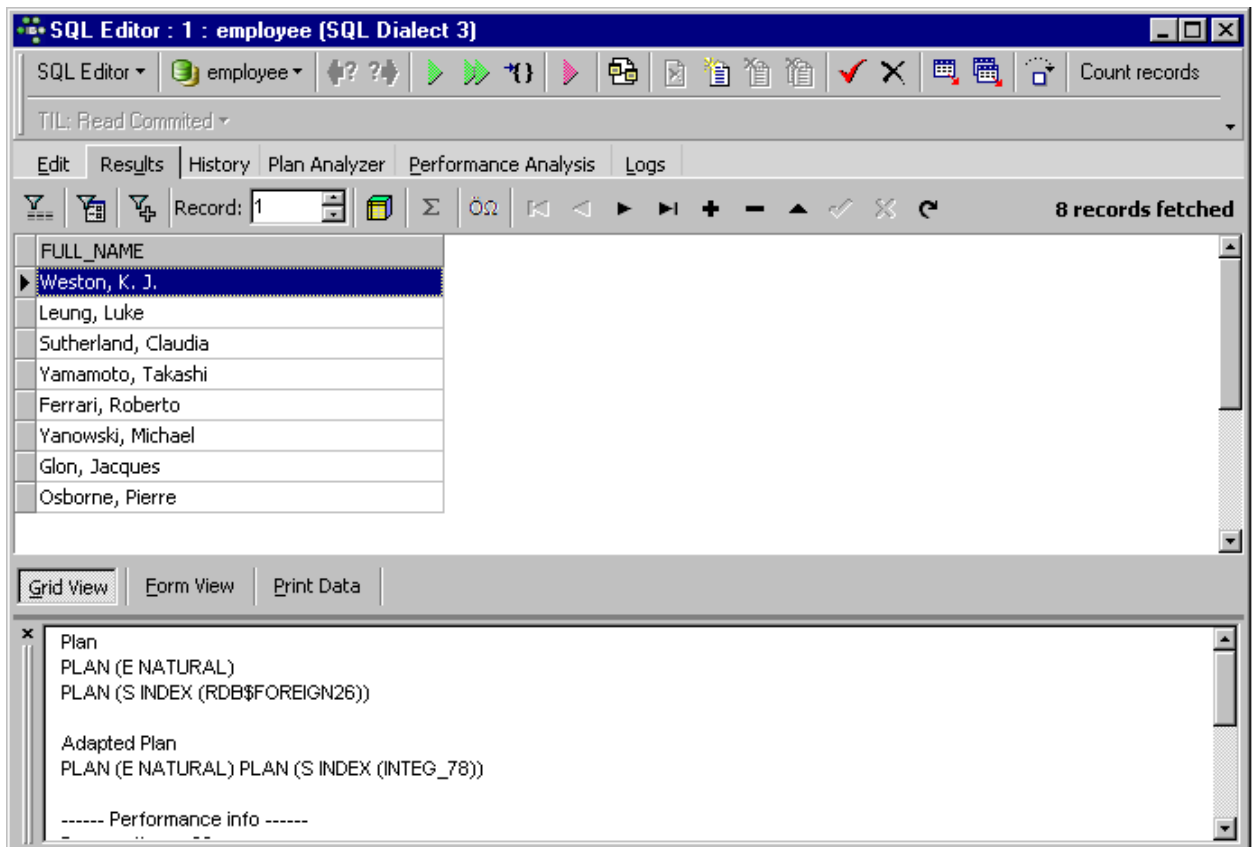 SQL Editor : 1 : employee (SQL Dialect 3)
SQL Editor employee Count records
TIL: Read Commited
Edit Results History Plan Analyzer Performance Analysis Logs
Record: 1 Σ ÖΩ 8 records fetched
FULL_NAME
Weston, K. J.
Leung, Luke
Sutherland, Claudia
Yamamoto, Takashi
Ferrari, Roberto
Yanowski, Michael
Glon, Jacques
Osborne, Pierre
Grid View Form View Print Data
Plan
PLAN (E NATURAL)
PLAN (S INDEX (RDB$FOREIGN26))
Adapted Plan
PLAN (E NATURAL) PLAN (S INDEX (INTEG_78))
------ Performance info ------